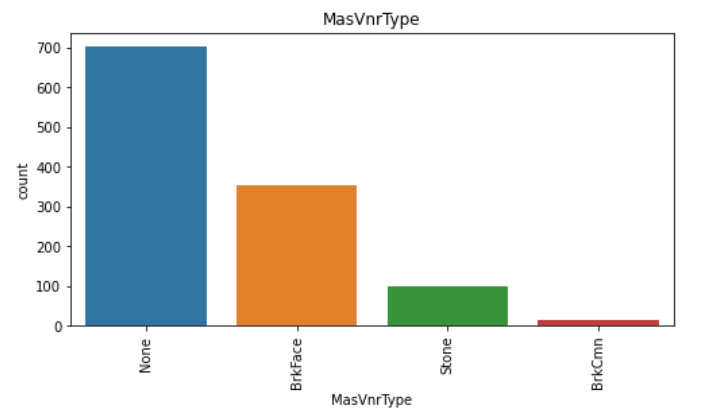 MasVnrType
700
600
500
400
300
200
100
0
count
None
BrkFace
Stone
BrkCmn
MasVnrType